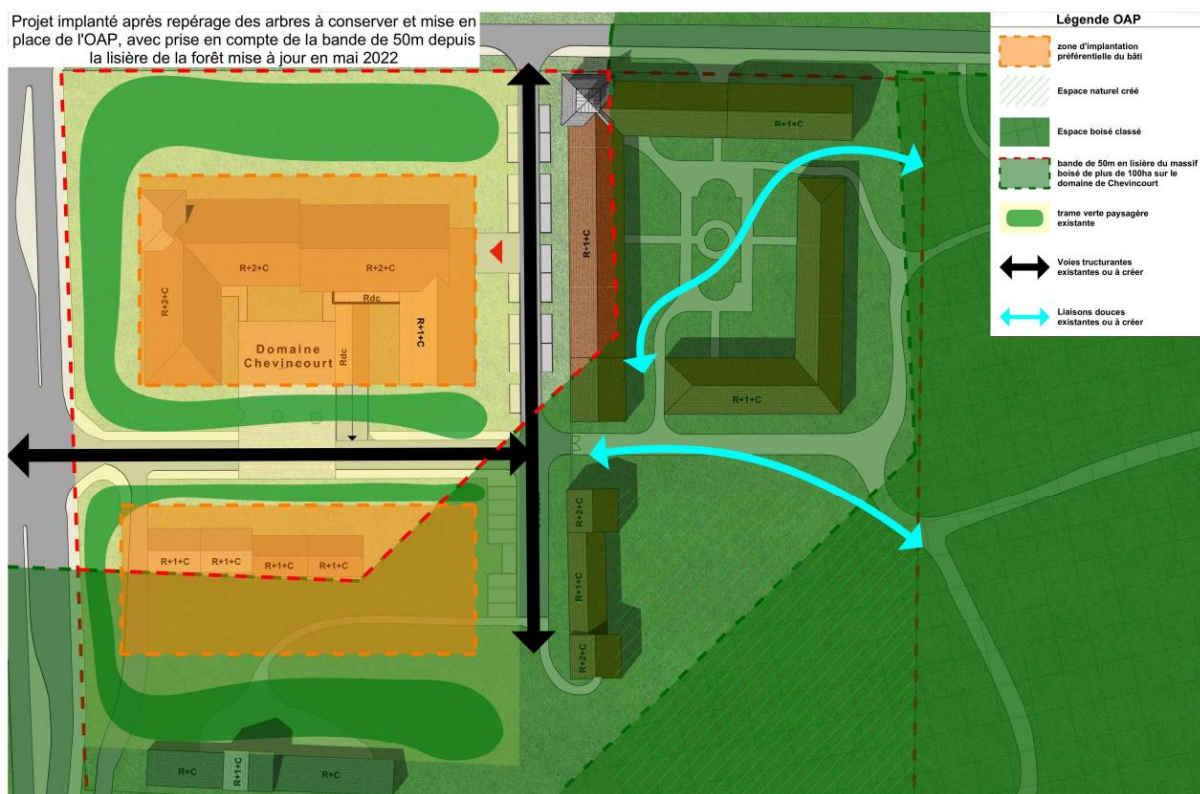 Projet implanté après repérage des arbres à conserver et mise en
place de l'OAP, avec prise en compte de la bande de 50m depuis
la lisière de la forêt mise à jour en mai 2022
Légende OAP
zone d'implantation
préférentielle du bâti
Espace naturel créé
Espace boisé classé
bande de 50m en lisière du massif
boisé de plus de 100ha sur le
domaine de Chevincourt
trame verte paysagère
existante
Voies tructurantes
existantes ou à créer
Liaisons douces
existantes ou à créer
R+1+C
R+1+C
R+2+C
R+2+C
R+2+C
Rdc
R+1+C
Rdc
Domaine
Chevincourt
R+1+C
R+2+C
R+1+C
R+1+C
R+1+C
R+1+C
R+1+C
R+2+C
R+C
R+1+C
R+C